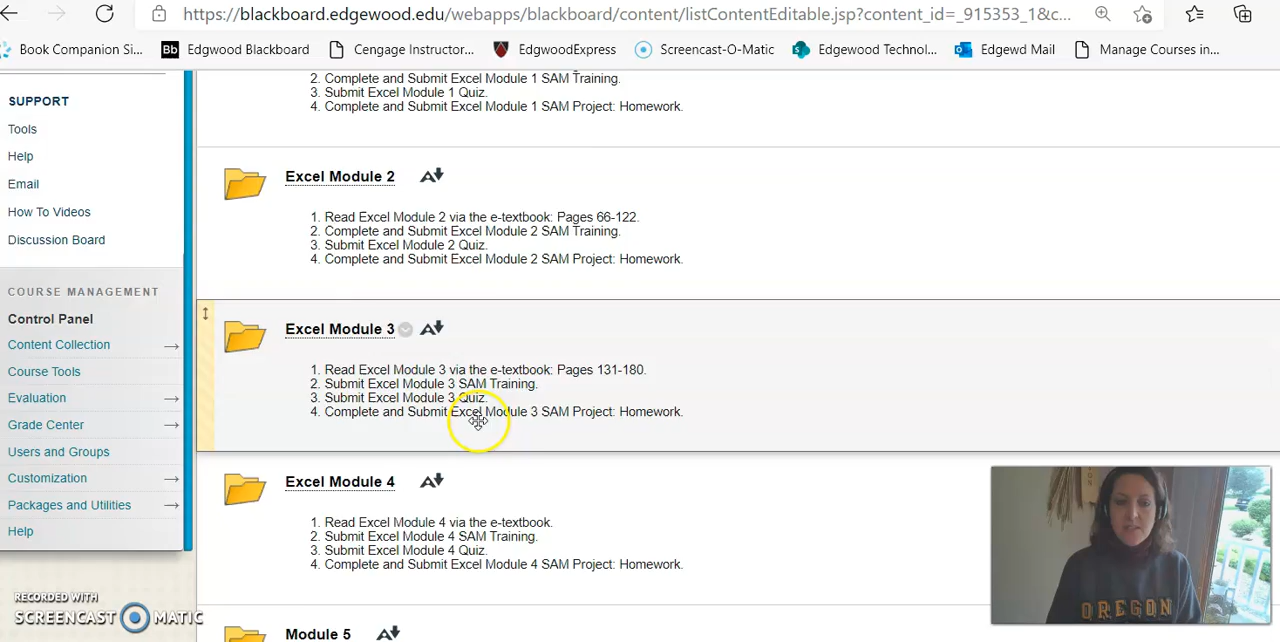 https://blackboard.edgewood.edu/webapps/blackboard/content/listContentEditable.jsp?content_id=_915353_1&c...
Book Companion Si...
Bb Edgwood Blackboard
Cengage Instructor...
EdgwoodExpress
Screencast-O-Matic
Edgewood Technol...
Edgewd Mail
Manage Courses in...
SUPPORT
Tools
Help
Email
How To Videos
Discussion Board
COURSE MANAGEMENT
Control Panel
Content Collection
Course Tools
Evaluation
Grade Center
Users and Groups
Customization
Packages and Utilities
Help
2. Complete and Submit Excel Module 1 SAM Training.
3. Submit Excel Module 1 Quiz.
4. Complete and Submit Excel Module 1 SAM Project: Homework.
Excel Module 2
1. Read Excel Module 2 via the e-textbook: Pages 66-122.
2. Complete and Submit Excel Module 2 SAM Training.
3. Submit Excel Module 2 Quiz.
4. Complete and Submit Excel Module 2 SAM Project: Homework.
Excel Module 3
1. Read Excel Module 3 via the e-textbook: Pages 131-180.
2. Submit Excel Module 3 SAM Training.
3. Submit Excel Module 3 Quiz.
4. Complete and Submit Excel Module 3 SAM Project: Homework.
Excel Module 4
1. Read Excel Module 4 via the e-textbook.
2. Submit Excel Module 4 SAM Training.
3. Submit Excel Module 4 Quiz.
4. Complete and Submit Excel Module 4 SAM Project: Homework.
Module 5
OREGON
RECORDED WITH
SCREENCAST MATIC